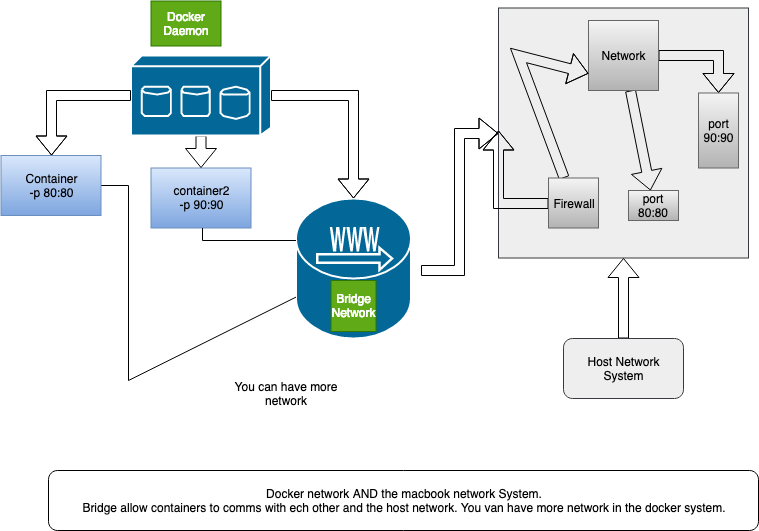 Docker
Daemon
Container
-p 80:80
container2
-p 90:90
WWW
Bridge
Network
You can have more
network
Network
port
90:90
port
80:80
Firewall
Host Network
System
Docker network AND the macbook network System.
Bridge allow containers to comms with ech other and the host network. You van have more network in the docker system.